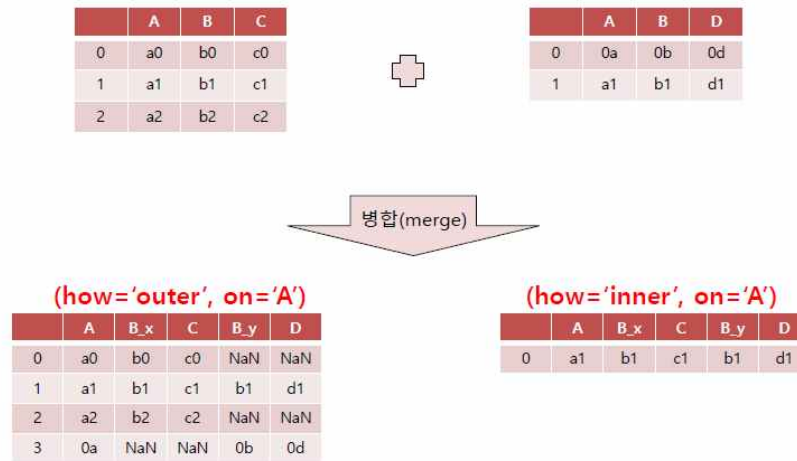 A B C
0 a0 b0 c0
1 a1 b1 c1
2 a2 b2 c2
A B D
0 0a 0b 0d
1 a1 b1 d1
병합(merge)
(how=‘outer’, on=‘A’)
A B_x C B_y D
0 a0 b0 c0 NaN NaN
1 a1 b1 c1 b1 d1
2 a2 b2 c2 NaN NaN
3 0a NaN NaN 0b 0d
(how=‘inner’, on=‘A’)
A B_x C B_y D
0 a1 b1 c1 b1 d1